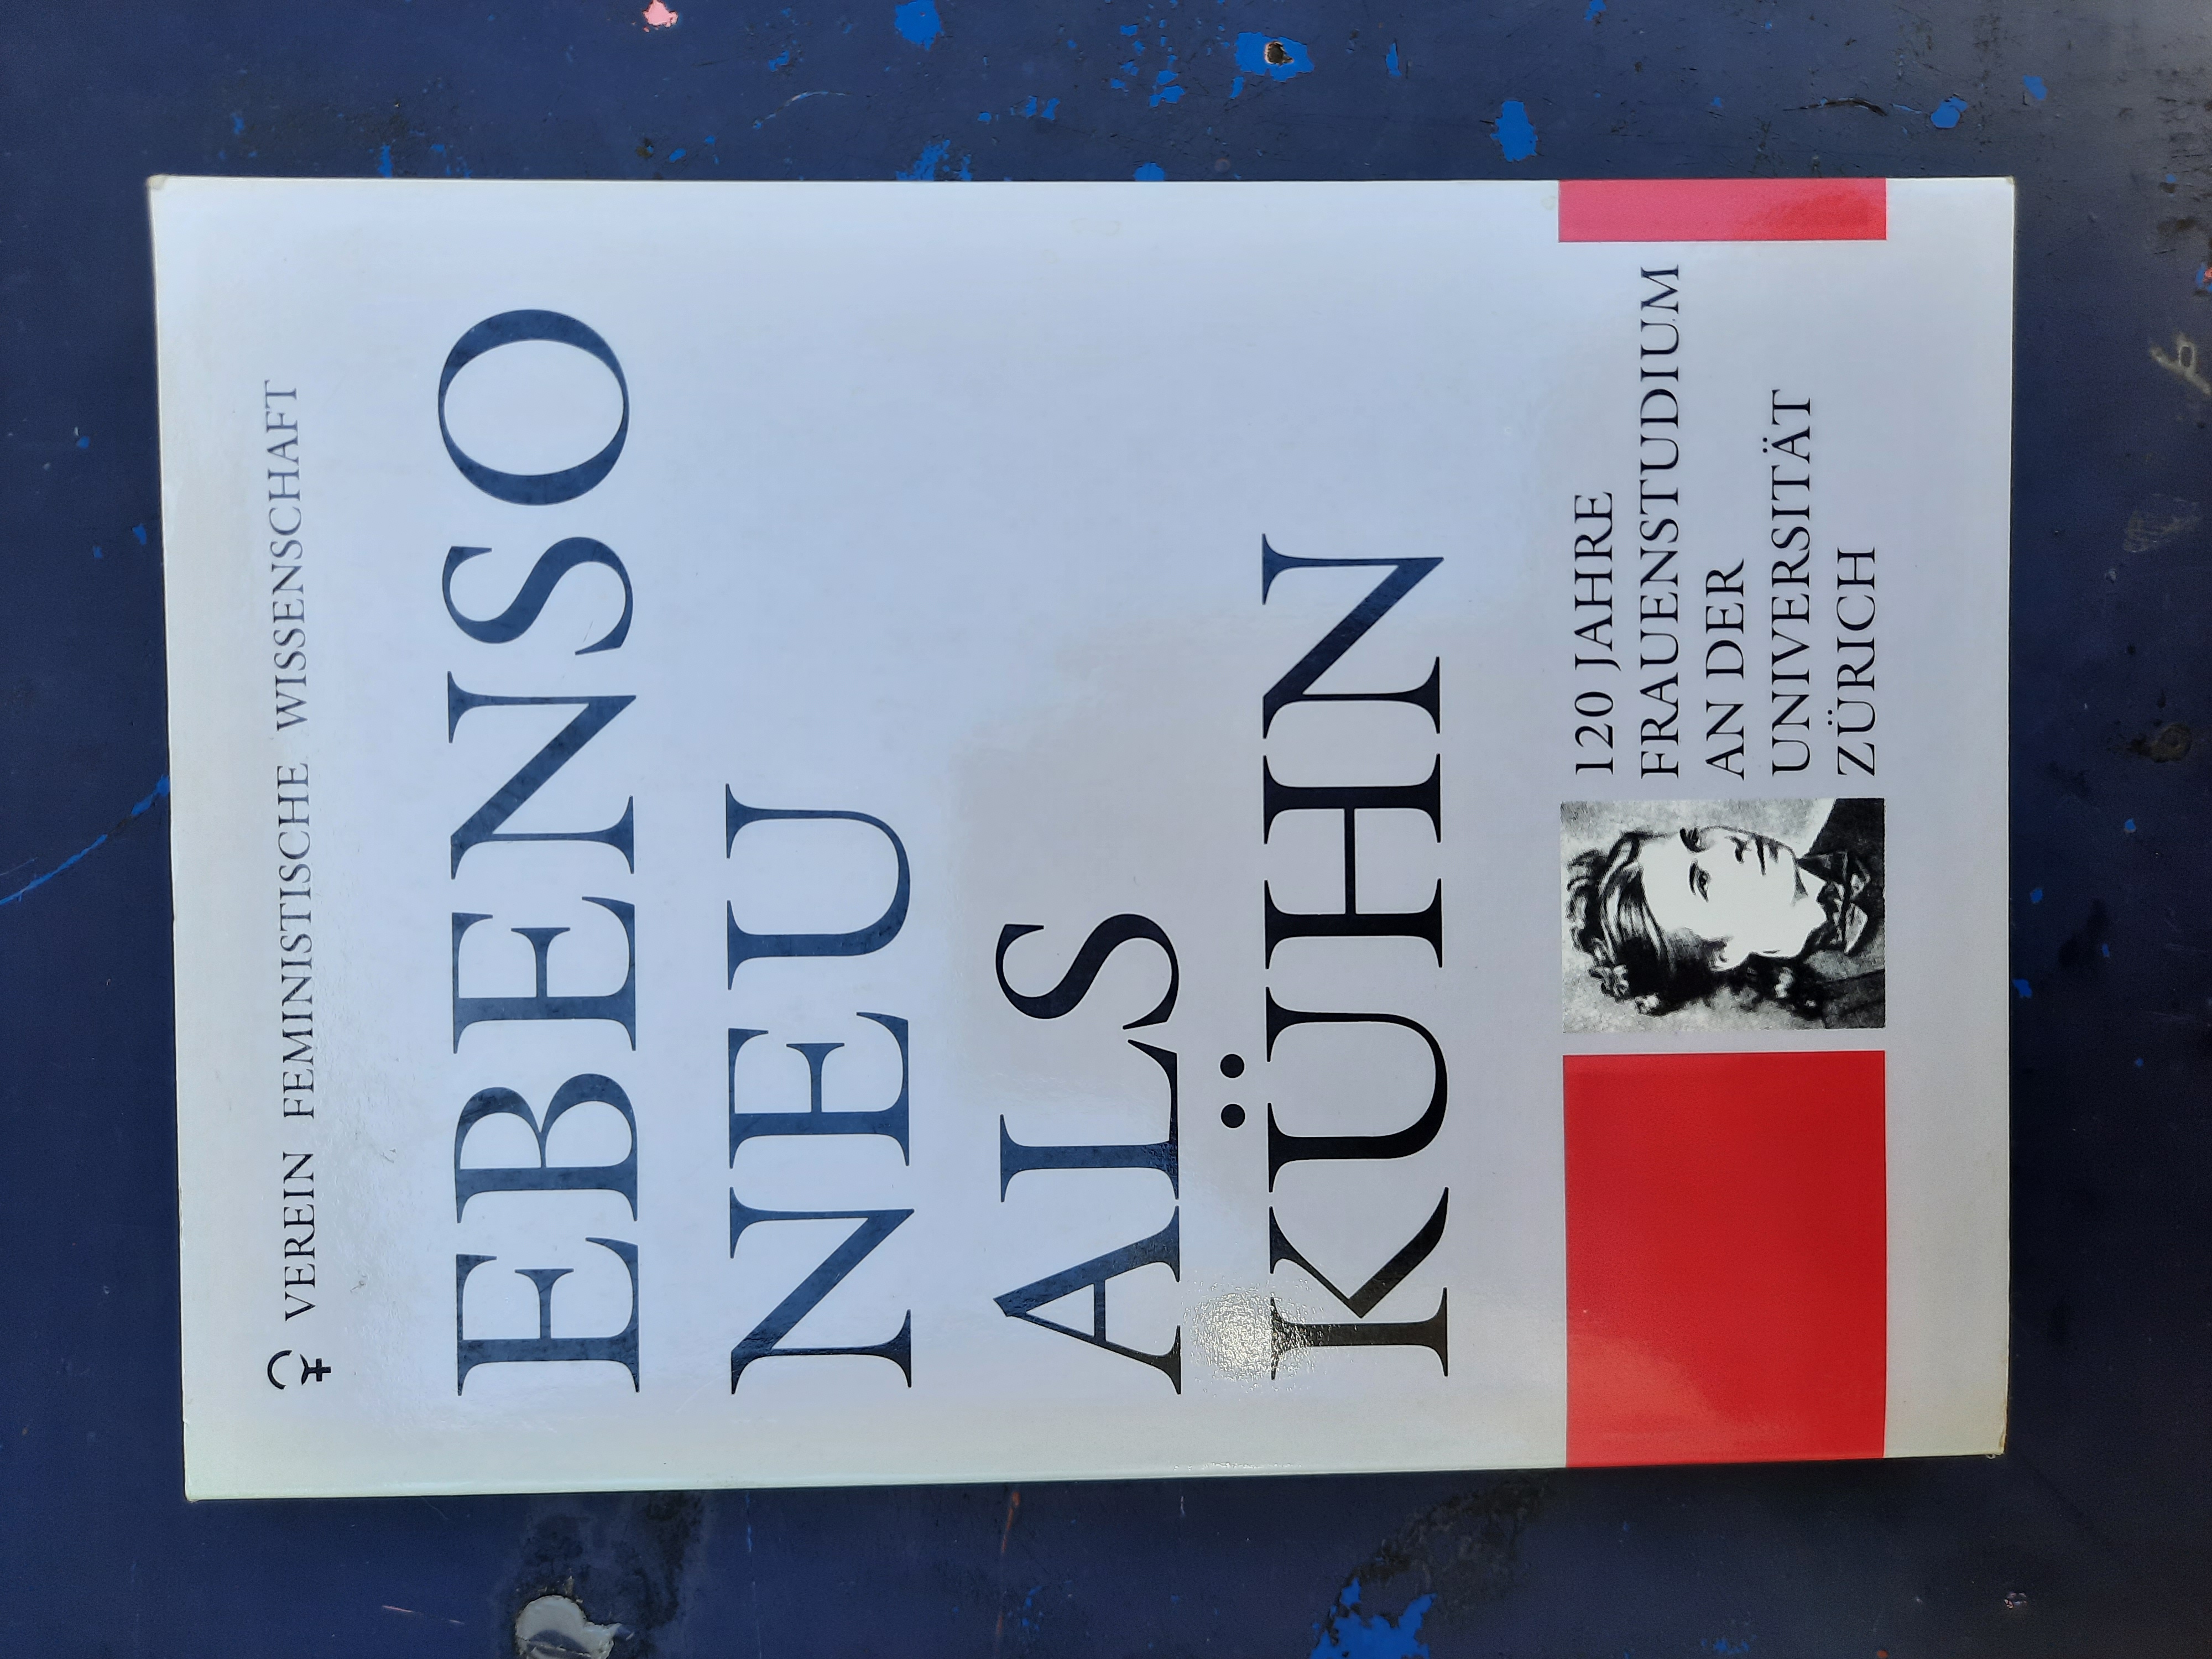 VEREIN FEMINISTISCHE WISSENSCHAFT
EBENSO
NEU
ALS
KÜHN
120 JAHRE
FRAUENSTUDIUM
AN DER
UNIVERSITÄT
ZÜRICH